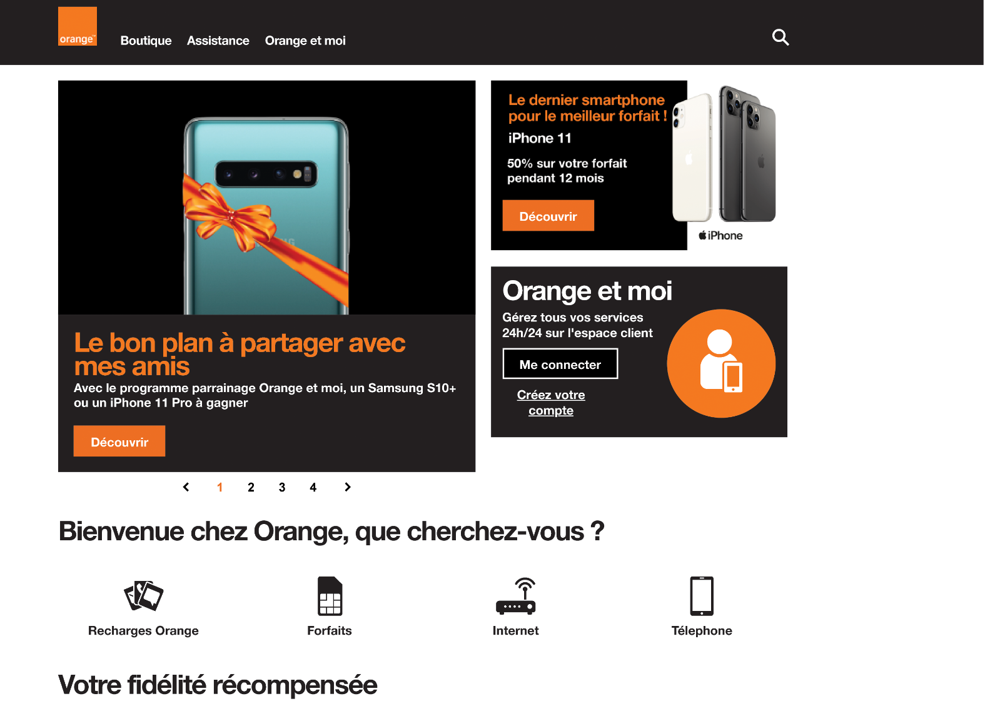 orange™
Boutique Assistance Orange et moi
Le dernier smartphone
pour le meilleur forfait !
iPhone 11
50% sur votre forfait
pendant 12 mois
Découvrir
iPhone
Orange et moi
Gérez tous vos services
24h/24 sur l'espace client
Me connecter
Créez votre
compte
Le bon plan à partager avec
mes amis
Avec le programme parrainage Orange et moi, un Samsung S10+
ou un iPhone 11 Pro à gagner
Découvrir
1 2 3 4
Bienvenue chez Orange, que cherchez-vous ?
Recharges Orange
Forfaits
Internet
Télephone
Votre fidélité récompensée